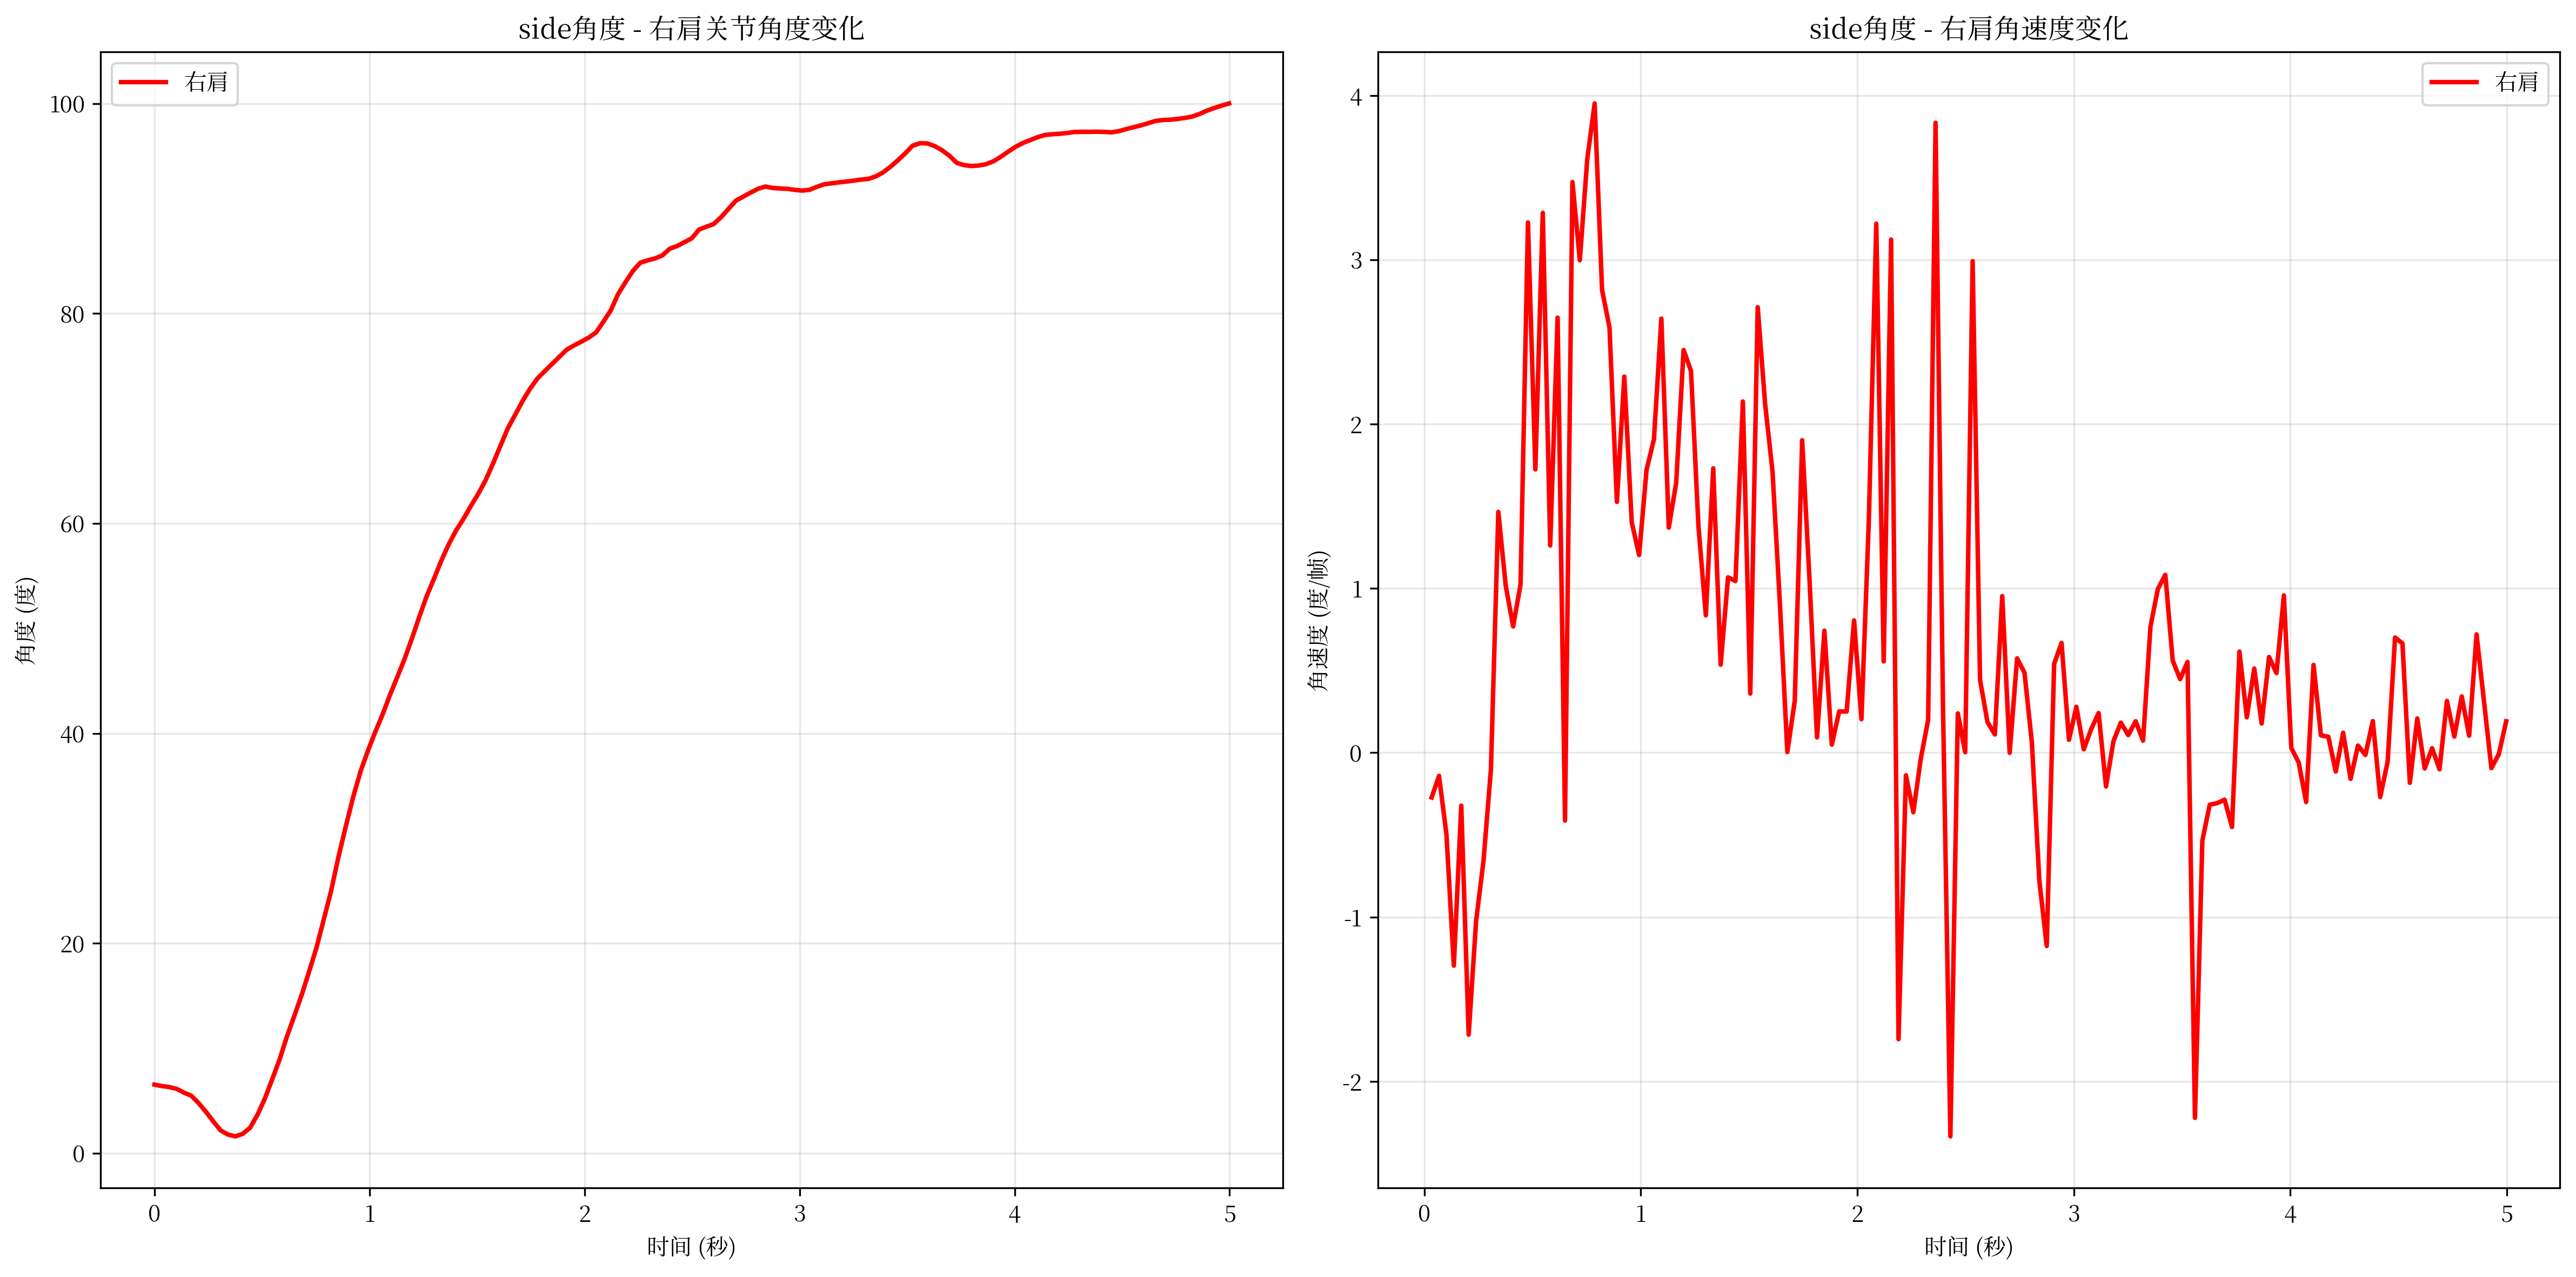 side角度 - 右肩关节角度变化
右肩
角度 (度)
100
80
60
40
20
0
0 1 2 3 4 5
时间 (秒)
side角度 - 右肩角速度变化
右肩
角速度 (度/帧)
4
3
2
1
0
-1
-2
0 1 2 3 4 5
时间 (秒)